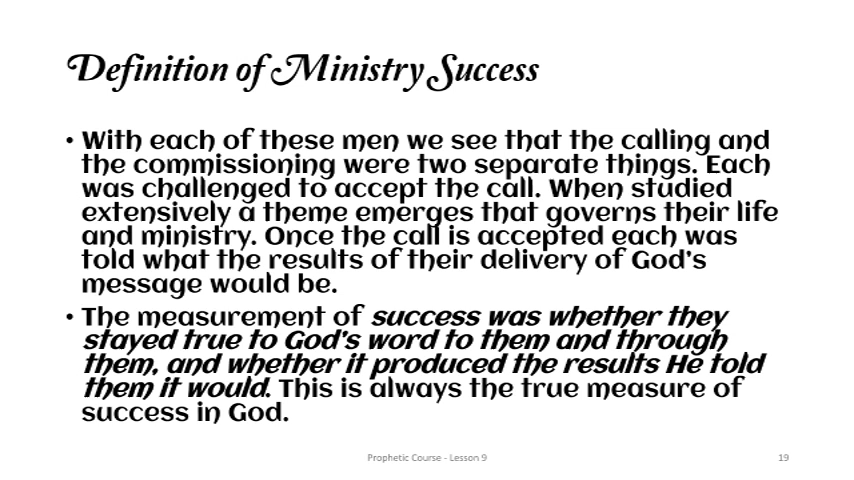 Definition of Ministry Success
• With each of these men we see that the calling and
the commissioning were two separate things. Each
was challenged to accept the call. When studied
extensively a theme emerges that governs their life
and ministry. Once the call is accepted each was
told what the results of their delivery of God's
message would be.
• The measurement of success was whether they
stayed true to God's word to them and through
them, and whether it produced the results He told
them it would. This is always the true measure of
success in God.
Prophetic Course - Lesson 9
19